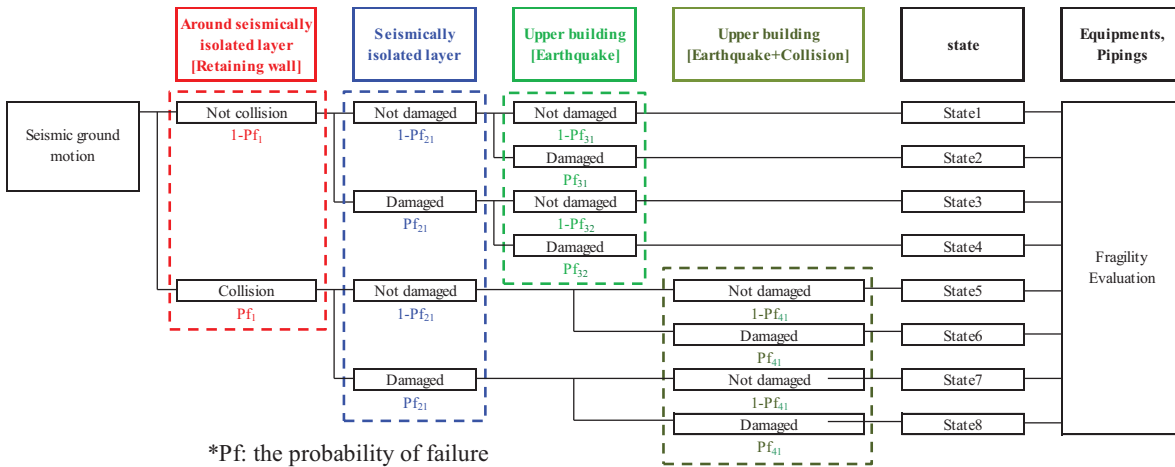 Around seismically
isolated layer
[Retaining wall]
Seismically
isolated layer
Upper building
[Earthquake]
Upper building
[Earthquake+Collision]
state
Equipments,
Pipings
Seismic ground
motion
Not collision
1-Pf1
Not damaged
1-Pf21
Not damaged
1-Pf31
State1
Damaged
Pf31
State2
Damaged
Pf21
Not damaged
1-Pf32
State3
Damaged
Pf32
State4
Fragility
Evaluation
Collision
Pf1
Not damaged
1-Pf21
Not damaged
1-Pf41
State5
Damaged
Pf41
State6
Damaged
Pf21
Not damaged
1-Pf41
State7
Damaged
Pf41
State8
*Pf: the probability of failure